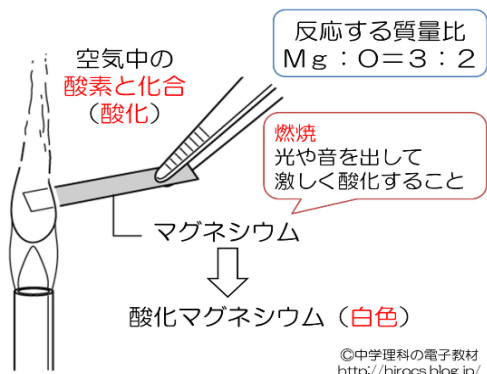 反応する質量比
Mg：O＝3：2
空気中の
酸素と化合
（酸化）
燃焼
光や音を出して
激しく酸化すること
マグネシウム
酸化マグネシウム（白色）
©中学理科の電子教材
http://hirocs.blog.jp/